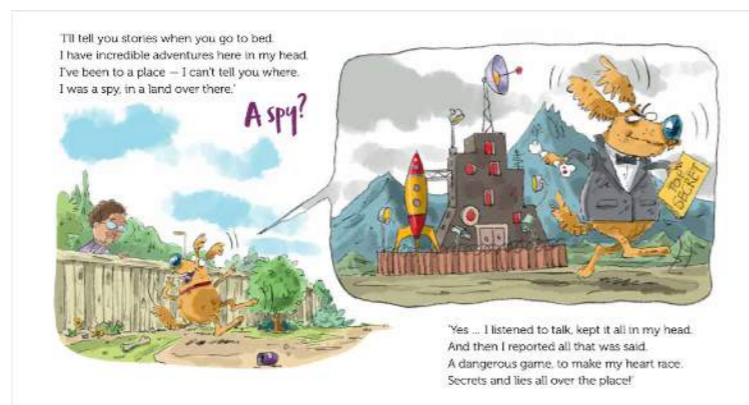 'I'll tell you stories when you go to bed.
I have incredible adventures here in my head.
I've been to a place — I can't tell you where.
I was a spy, in a land over there.'
A spy?
TOP
SECRET
'Yes ... I listened to talk, kept it all in my head.
And then I reported all that was said.
A dangerous game, to make my heart race.
Secrets and lies all over the place!'